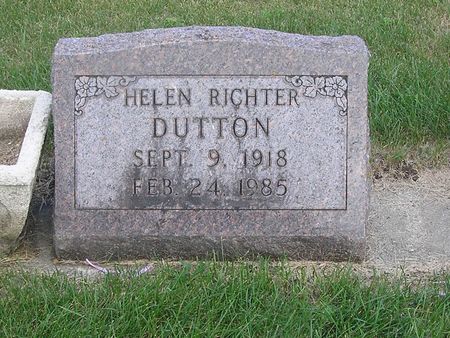 HELEN RICHTER
DUTTON
SEPT. 9, 1918
FEB. 24, 1985